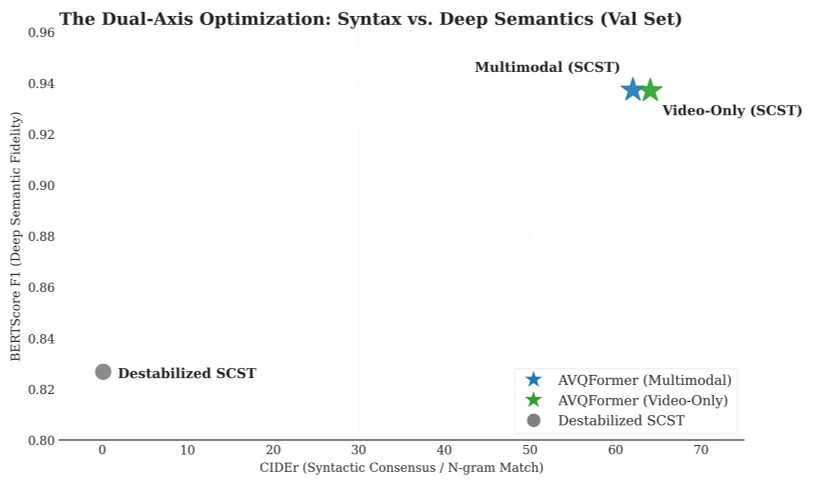 The Dual-Axis Optimization: Syntax vs. Deep Semantics (Val Set)
0.96
0.94
0.92
0.90
0.88
0.86
0.84
0.82
0.80
BERTScore F1 (Deep Semantic Fidelity)
Multimodal (SCST)
Video-Only (SCST)
Destabilized SCST
AVQFormer (Multimodal)
AVQFormer (Video-Only)
Destabilized SCST
0 10 20 30 40 50 60 70
CIDEr (Syntactic Consensus / N-gram Match)